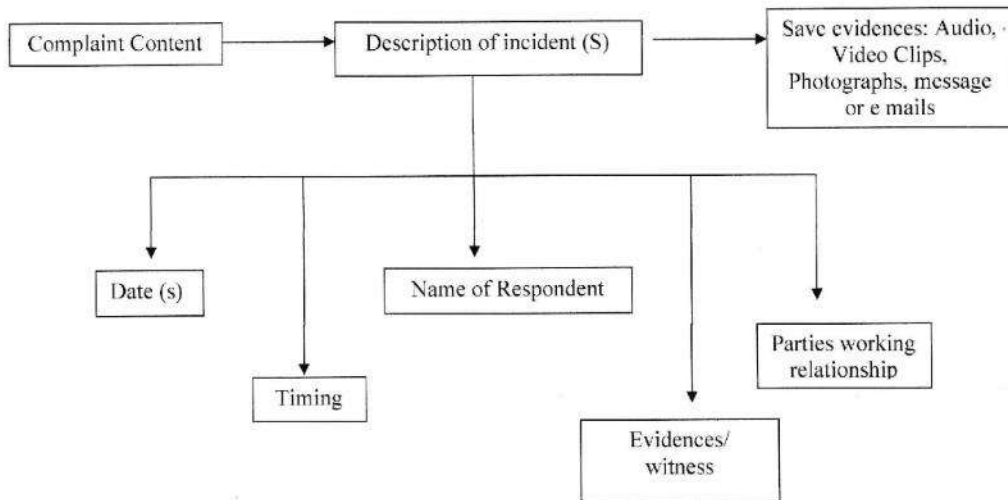 Complaint Content
Description of incident (S)
Save evidences: Audio,
Video Clips,
Photographs, message
or e mails
Date (s)
Name of Respondent
Parties working
relationship
Timing
Evidences/
witness